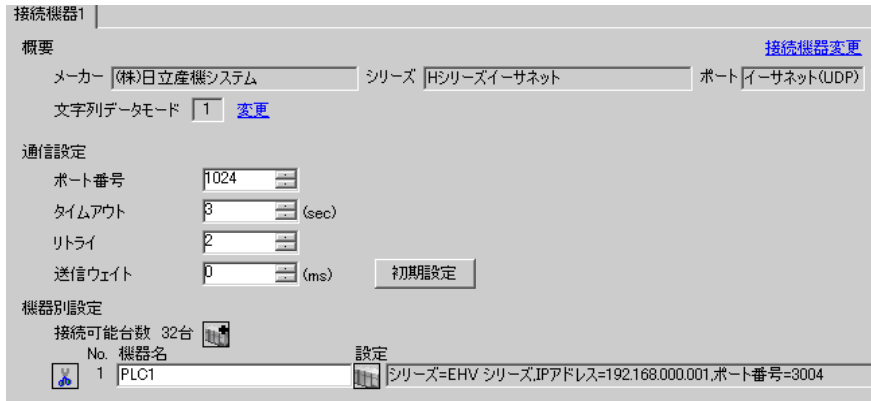 接続機器1
概要 接続機器変更
メーカー (株)日立産機システム シリーズ Hシリーズイーサネット ポート イーサネット(UDP)
文字列データモード 1 変更
通信設定
ポート番号 1024
タイムアウト 3 (sec)
リトライ 2
送信ウェイト 0 (ms) 初期設定
機器別設定
接続可能台数 32台
No. 機器名 設定
1 PLC1 シリーズ=EHV シリーズ,IPアドレス=192.168.000.001,ポート番号=3004